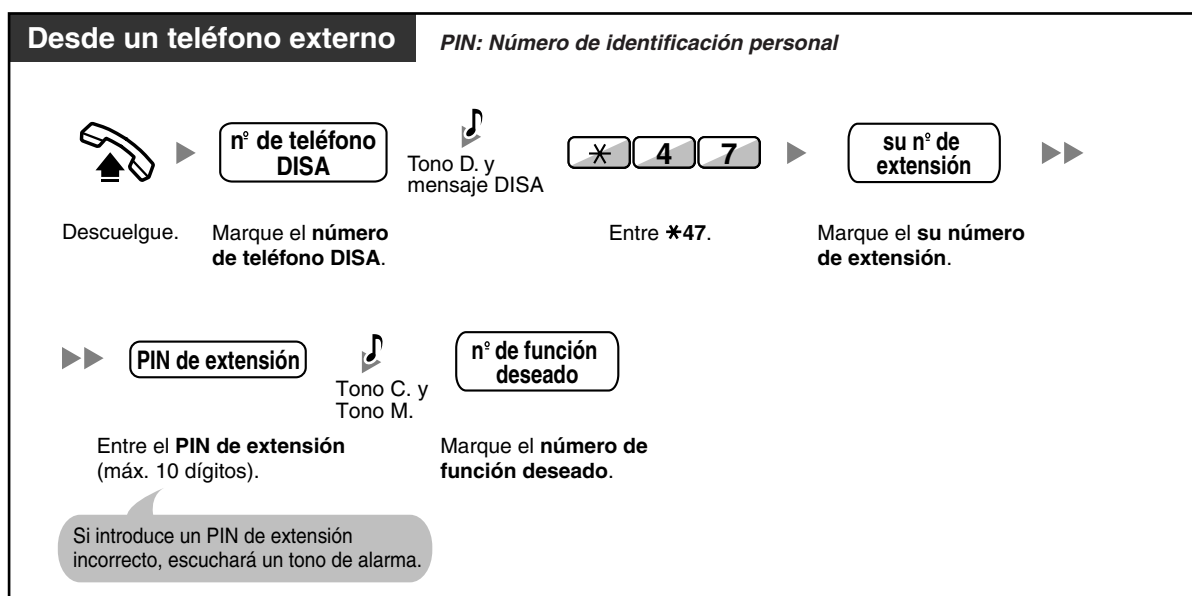 Desde un teléfono externo
PIN: Número de identificación personal
nº de teléfono
DISA
Tono D. y
mensaje DISA
* 4 7
su nº de
extensión
Descuelgue.
Marque el número
de teléfono DISA.
Entre *47.
Marque el su número
de extensión.
PIN de extensión
Tono C. y
Tono M.
nº de función
deseado
Entre el PIN de extensión
(máx. 10 dígitos).
Marque el número de
función deseado.
Si introduce un PIN de extensión
incorrecto, escuchará un tono de alarma.